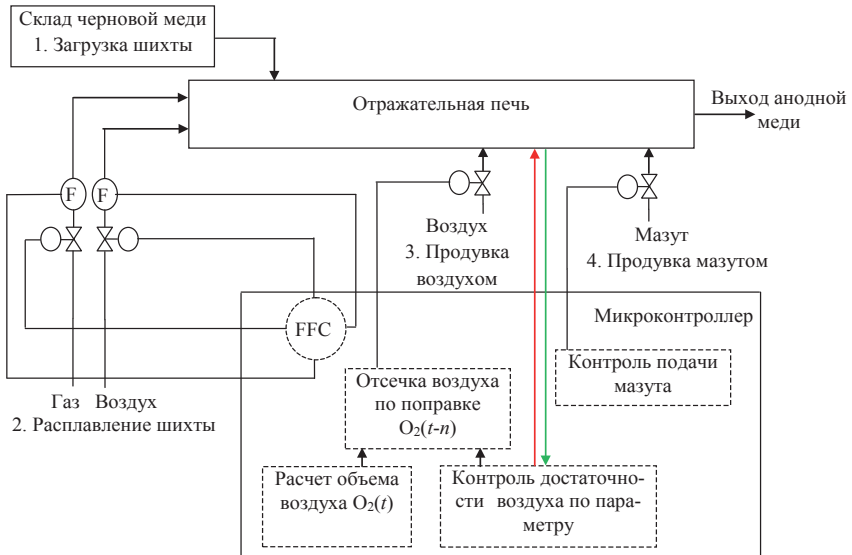 Склад черновой меди
1. Загрузка шихты
Отражательная печь
Выход анодной
меди
F
F
Воздух
3. Продувка
воздухом
Мазут
4. Продувка мазутом
FFC
Микроконтроллер
Контроль подачи
мазута
Отсечка воздуха
по поправке
O₂(t-n)
Газ Воздух
2. Расплавление шихты
Расчет объема
воздуха O₂(t)
Контроль достаточно-
сти воздуха по пара-
метру